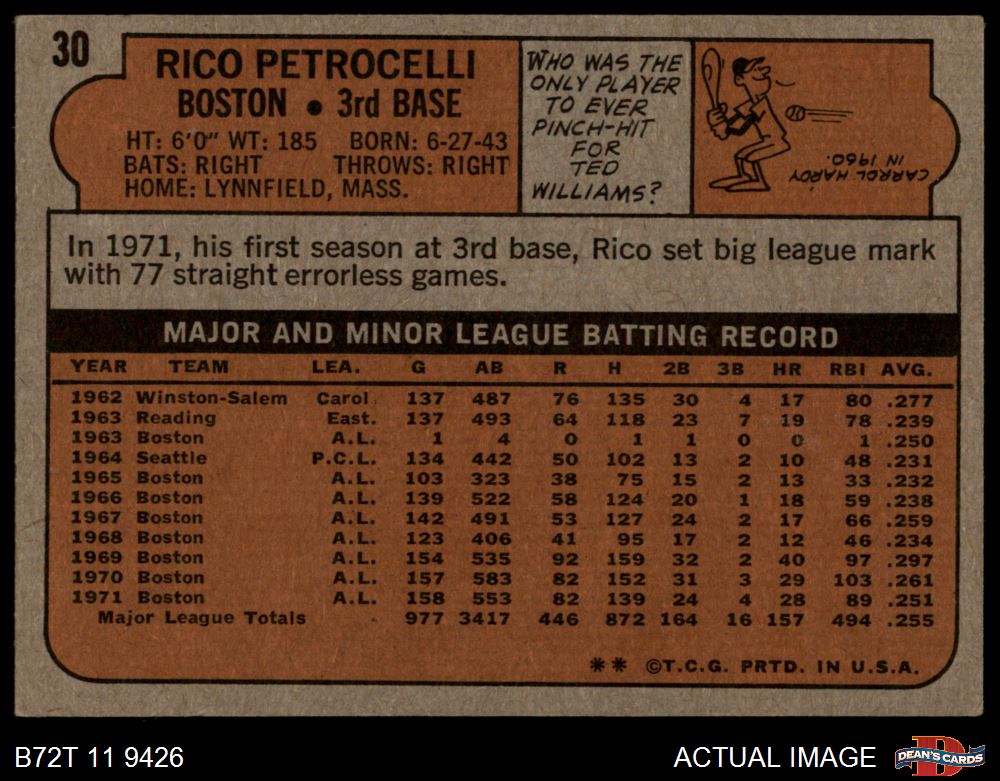 30
RICO PETROCELLI
BOSTON • 3rd BASE
HT: 6'0" WT: 185 BORN: 6-27-43
BATS: RIGHT THROWS: RIGHT
HOME: LYNNFIELD, MASS.
WHO WAS THE
ONLY PLAYER
TO EVER
PINCH-HIT
FOR
TED
WILLIAMS?
CARROL HARDY
IN 1960.
In 1971, his first season at 3rd base, Rico set big league mark
with 77 straight errorless games.
MAJOR AND MINOR LEAGUE BATTING RECORD
YEAR TEAM LEA. G AB R H 2B 3B HR RBI AVG.
1962 Winston-Salem Carol. 137 487 76 135 30 4 17 80 .277
1963 Reading East. 137 493 64 118 23 7 19 78 .239
1963 Boston A.L. 1 4 0 1 1 0 0 1 .250
1964 Seattle P.C.L. 134 442 50 102 13 2 10 48 .231
1965 Boston A.L. 103 323 38 75 15 2 13 33 .232
1966 Boston A.L. 139 522 58 124 20 1 18 59 .238
1967 Boston A.L. 142 491 53 127 24 2 17 66 .259
1968 Boston A.L. 123 406 41 95 17 2 12 46 .234
1969 Boston A.L. 154 535 92 159 32 2 40 97 .297
1970 Boston A.L. 157 583 82 152 31 3 29 103 .261
1971 Boston A.L. 158 553 82 139 24 4 28 89 .251
Major League Totals 977 3417 446 872 164 16 157 494 .255
** ©T.C.G. PRTD. IN U.S.A.
B72T 11 9426
ACTUAL IMAGE
D
DEAN'S CARDS